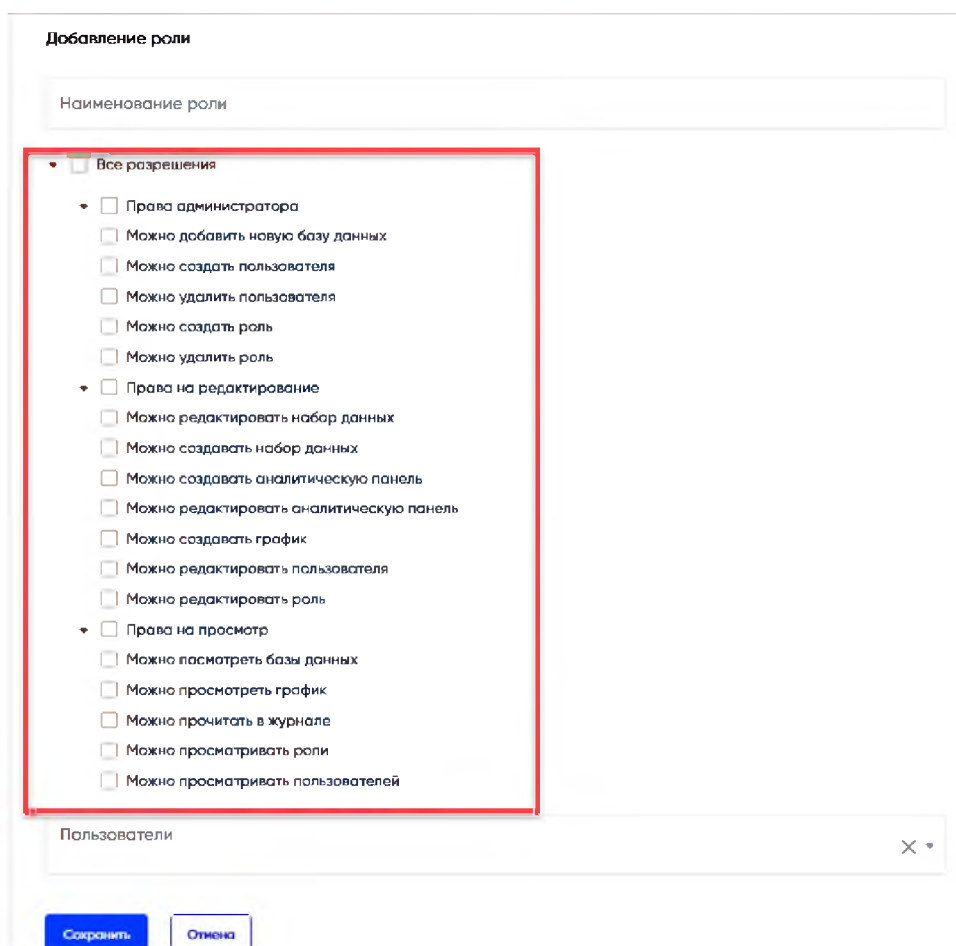 Добавление роли
Наименование роли
Все разрешения
Права администратора
Можно добавить новую базу данных
Можно создать пользователя
Можно удалить пользователя
Можно создать роль
Можно удалить роль
Права на редактирование
Можно редактировать набор данных
Можно создавать набор данных
Можно создавать аналитическую панель
Можно редактировать аналитическую панель
Можно создавать график
Можно редактировать пользователя
Можно редактировать роль
Права на просмотр
Можно посмотреть базы данных
Можно просмотреть график
Можно прочитать в журнале
Можно просматривать роли
Можно просматривать пользователей
Пользователи
Сохранить Отмена